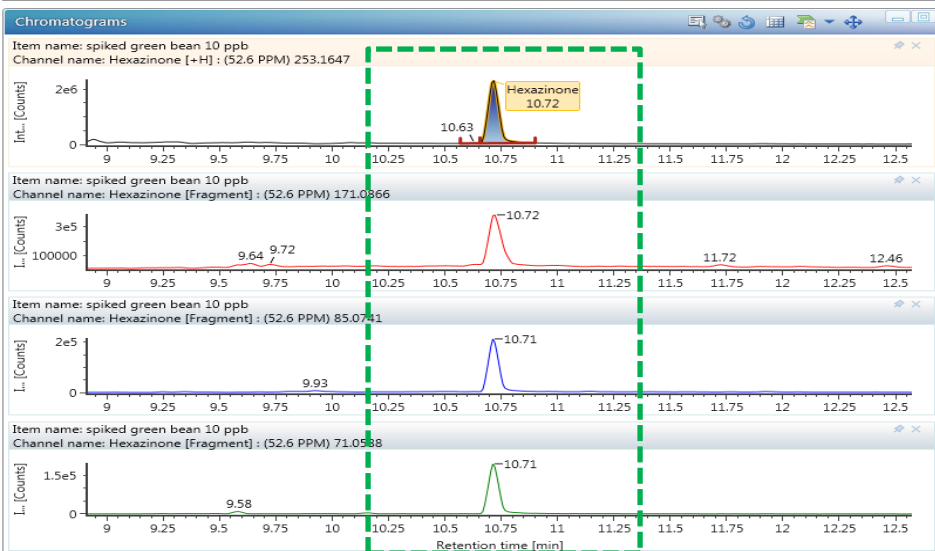 Chromatograms
Item name: spiked green bean 10 ppb
Channel name: Hexazinone [+H] : (52.6 PPM) 253.1647
Int... [Counts]
2e6
0
Hexazinone
10.72
10.63
9 9.25 9.5 9.75 10 10.25 10.5 10.75 11 11.25 11.5 11.75 12 12.25 12.5
Item name: spiked green bean 10 ppb
Channel name: Hexazinone [Fragment] : (52.6 PPM) 171.0866
I... [Counts]
3e5
100000
9.64 9.72 10.72 11.72 12.46
9 9.25 9.5 9.75 10 10.25 10.5 10.75 11 11.25 11.5 11.75 12 12.25 12.5
Item name: spiked green bean 10 ppb
Channel name: Hexazinone [Fragment] : (52.6 PPM) 85.0741
I... [Counts]
2e5
0
9.93 10.71
9 9.25 9.5 9.75 10 10.25 10.5 10.75 11 11.25 11.5 11.75 12 12.25 12.5
Item name: spiked green bean 10 ppb
Channel name: Hexazinone [Fragment] : (52.6 PPM) 71.0588
I... [Counts]
1.5e5
0
9.58 10.71
9 9.25 9.5 9.75 10 10.25 10.5 10.75 11 11.25 11.5 11.75 12 12.25 12.5
Retention time [min]